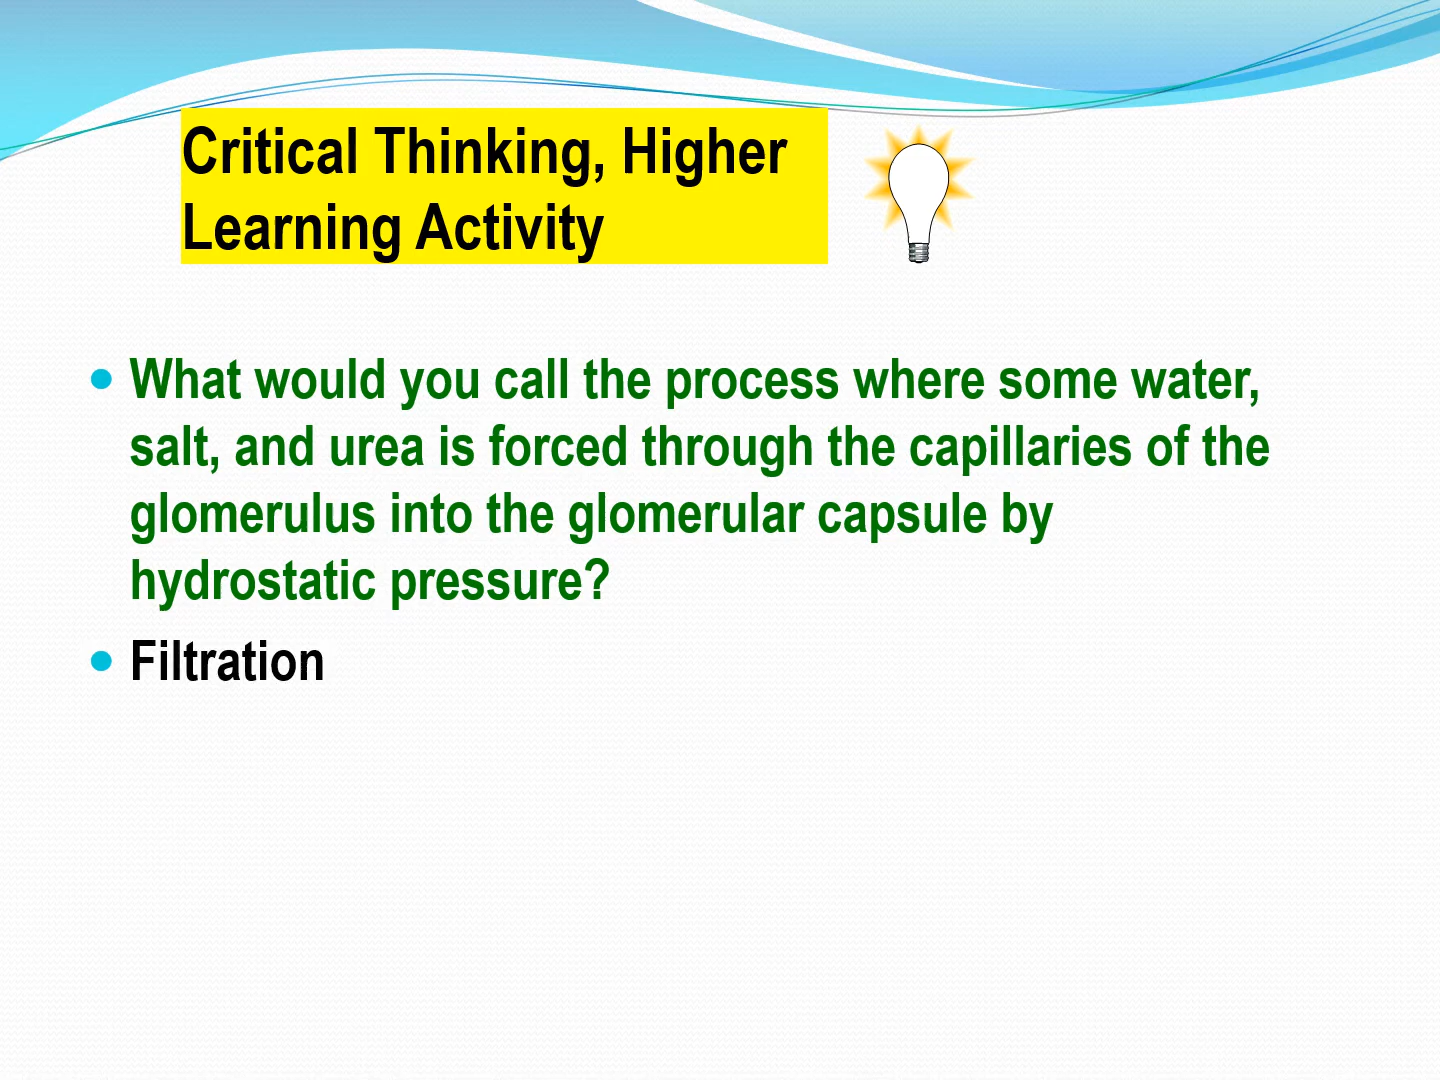 Critical Thinking, Higher
Learning Activity
What would you call the process where some water,
salt, and urea is forced through the capillaries of the
glomerulus into the glomerular capsule by
hydrostatic pressure?
Filtration